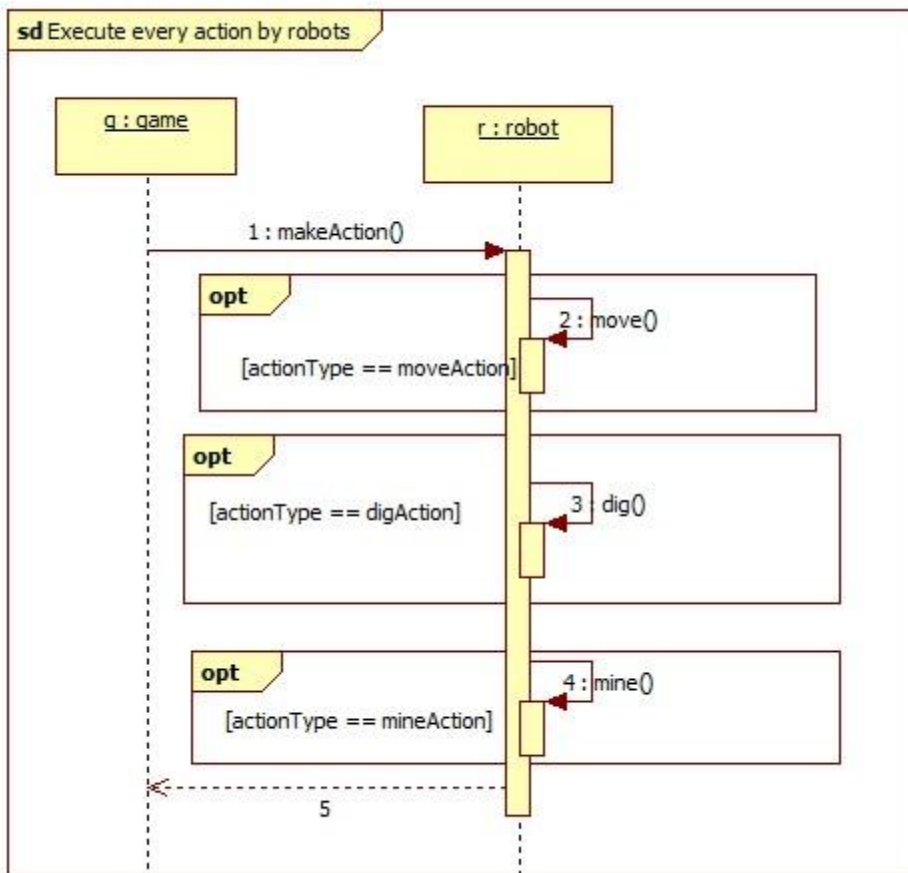 sd Execute every action by robots
g : game
r : robot
1 : makeAction()
opt
2 : move()
[actionType == moveAction]
opt
3 : dig()
[actionType == digAction]
opt
4 : mine()
[actionType == mineAction]
5